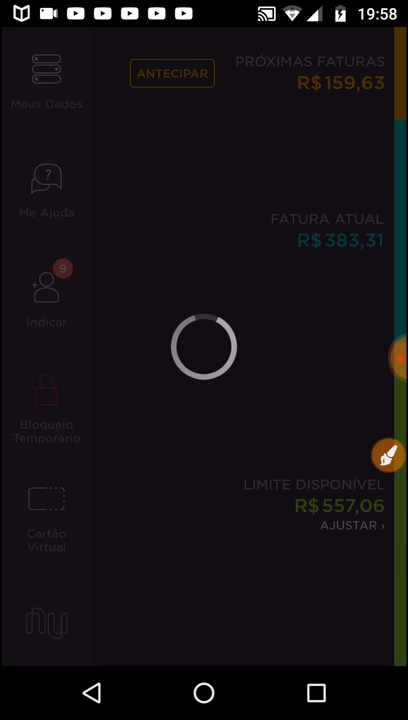 19:58
Meus Dados
Me Ajuda
9
Indicar
Bloqueio
Temporário
Cartão
Virtual
nu
ANTECIPAR
PRÓXIMAS FATURAS
R$159,63
FATURA ATUAL
R$383,31
LIMITE DISPONÍVEL
R$557,06
AJUSTAR ›